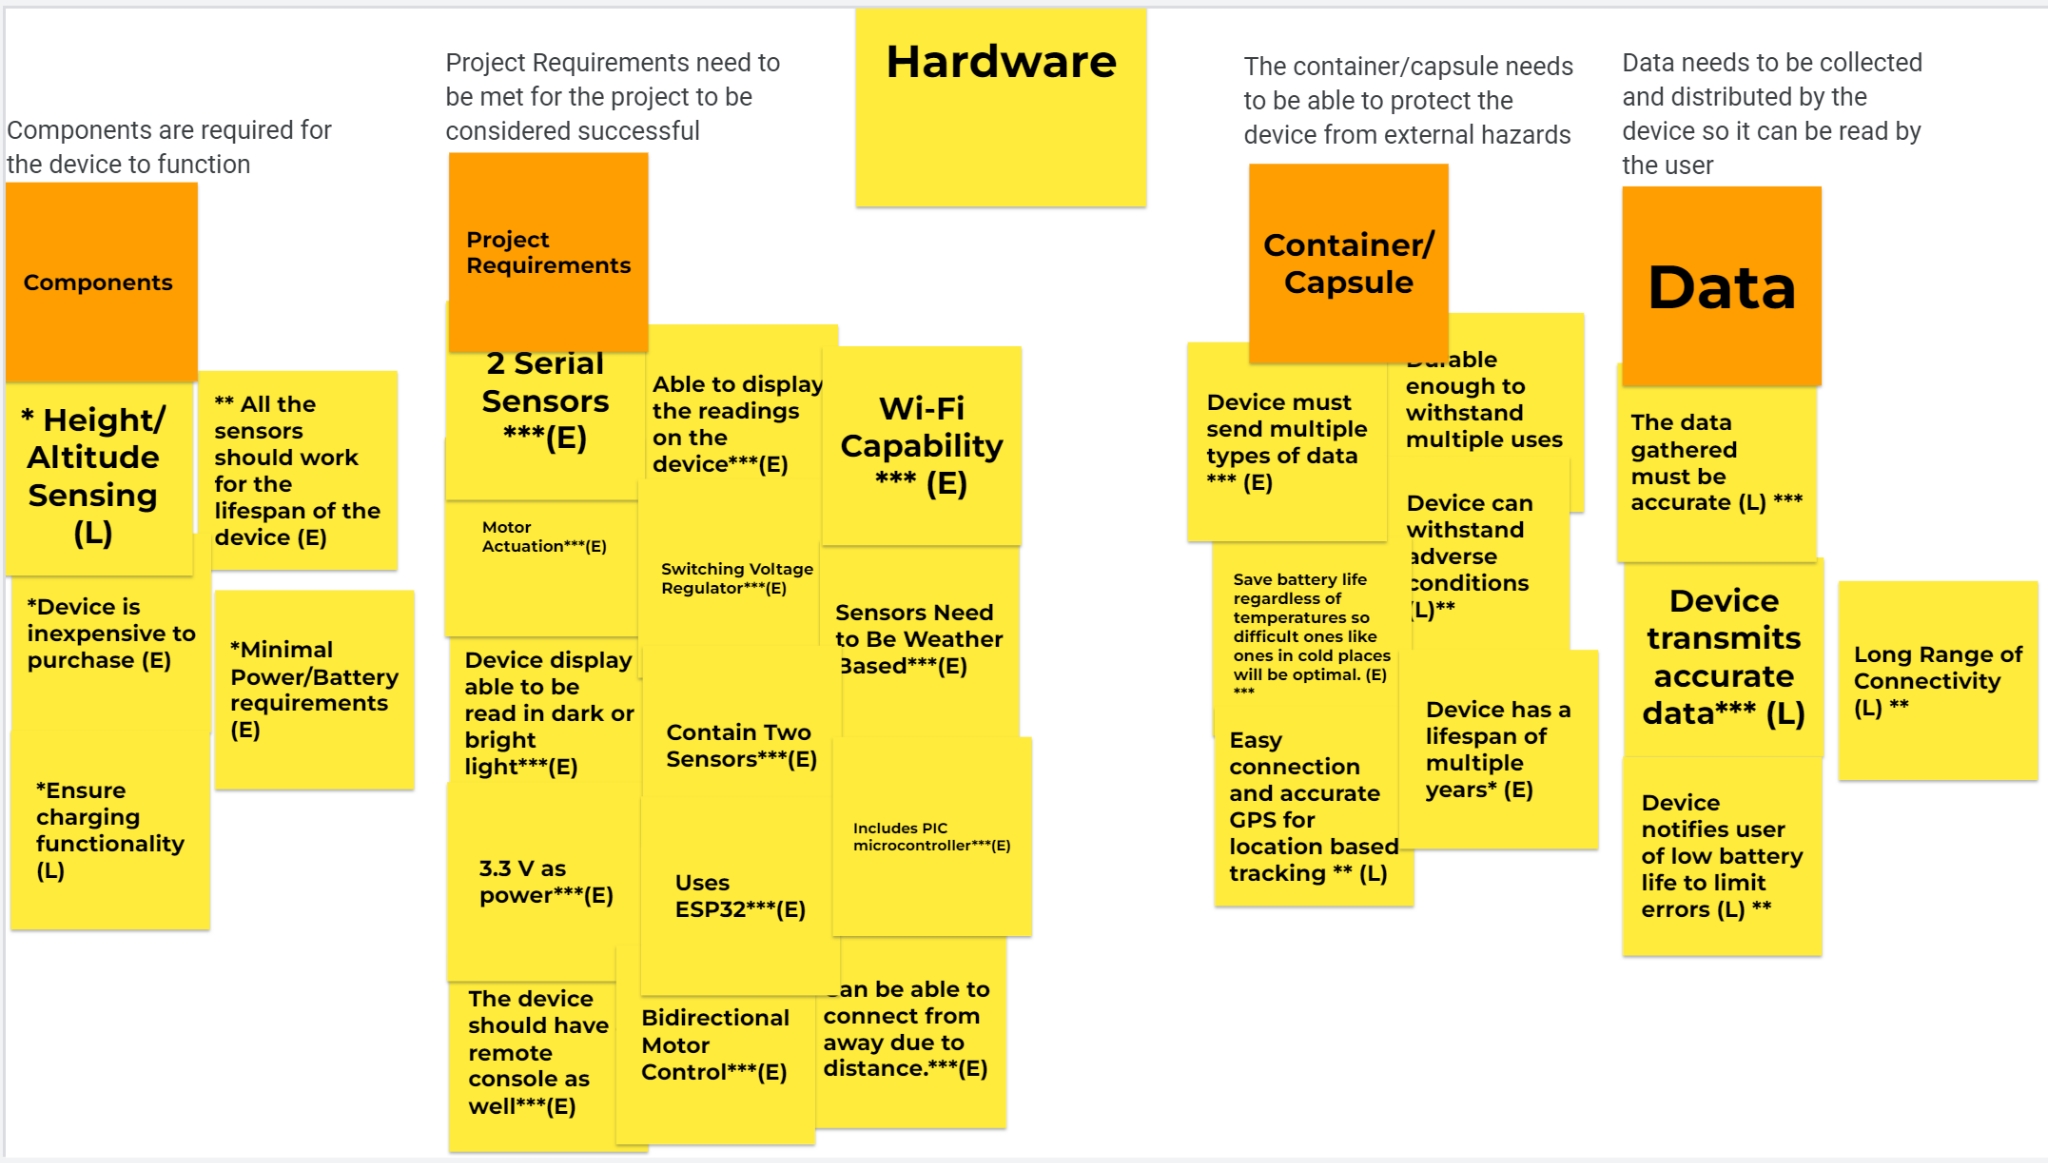 Hardware
Components are required for
the device to function
Components
* Height/
Altitude
Sensing
(L)
** All the
sensors
should work
for the
lifespan of the
device (E)
*Device is
inexpensive to
purchase (E)
*Minimal
Power/Battery
requirements
(E)
*Ensure
charging
functionality
(L)
Project Requirements need to
be met for the project to be
considered successful
Project
Requirements
2 Serial
Sensors
***(E)
Able to display
the readings
on the
device***(E)
Wi-Fi
Capability
*** (E)
Motor
Actuation***(E)
Switching Voltage
Regulator***(E)
Sensors Need
to Be Weather
Based***(E)
Device display
able to be
read in dark or
bright
light***(E)
Contain Two
Sensors***(E)
Includes PIC
microcontroller***(E)
3.3 V as
power***(E)
Uses
ESP32***(E)
The device
should have
remote
console as
well***(E)
Bidirectional
Motor
Control***(E)
Can be able to
connect from
away due to
distance.***(E)
The container/capsule needs
to be able to protect the
device from external hazards
Container/
Capsule
Device must
send multiple
types of data
*** (E)
Durable
enough to
withstand
multiple uses
Device can
withstand
adverse
conditions
(L)**
Save battery life
regardless of
temperatures so
difficult ones like
ones in cold places
will be optimal. (E)
***
Device has a
lifespan of
multiple
years* (E)
Easy
connection
and accurate
GPS for
location based
tracking ** (L)
Data needs to be collected
and distributed by the
device so it can be read by
the user
Data
The data
gathered
must be
accurate (L) ***
Device
transmits
accurate
data*** (L)
Long Range of
Connectivity
(L) **
Device
notifies user
of low battery
life to limit
errors (L) **